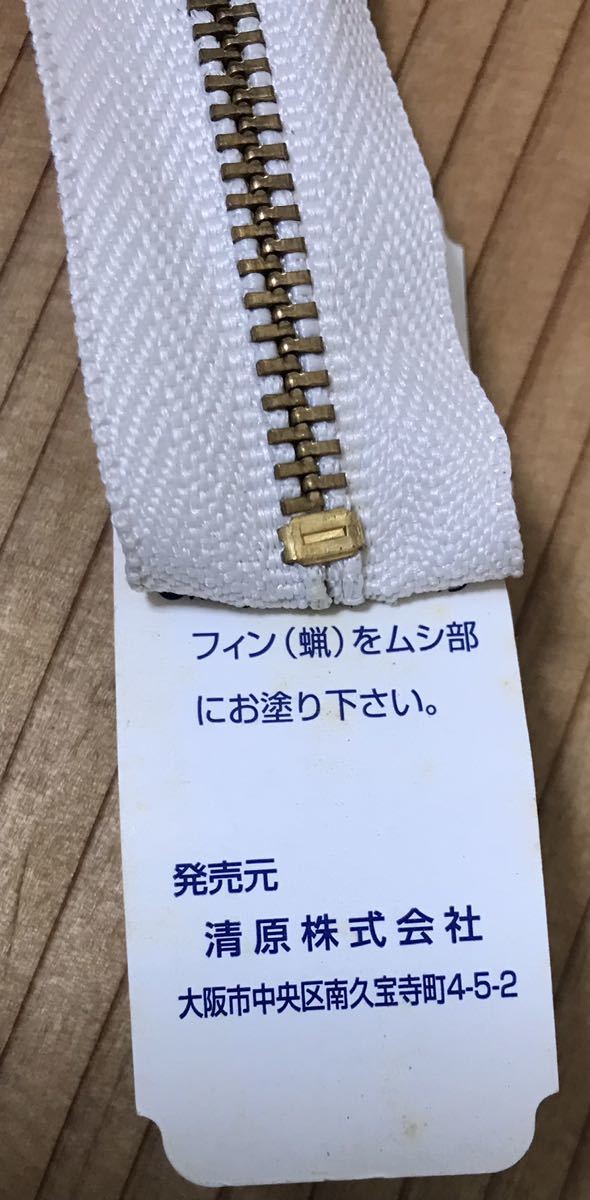 フィン（蝋）をムシ部
にお塗り下さい。
発売元
清原株式会社
大阪市中央区南久宝寺町4-5-2